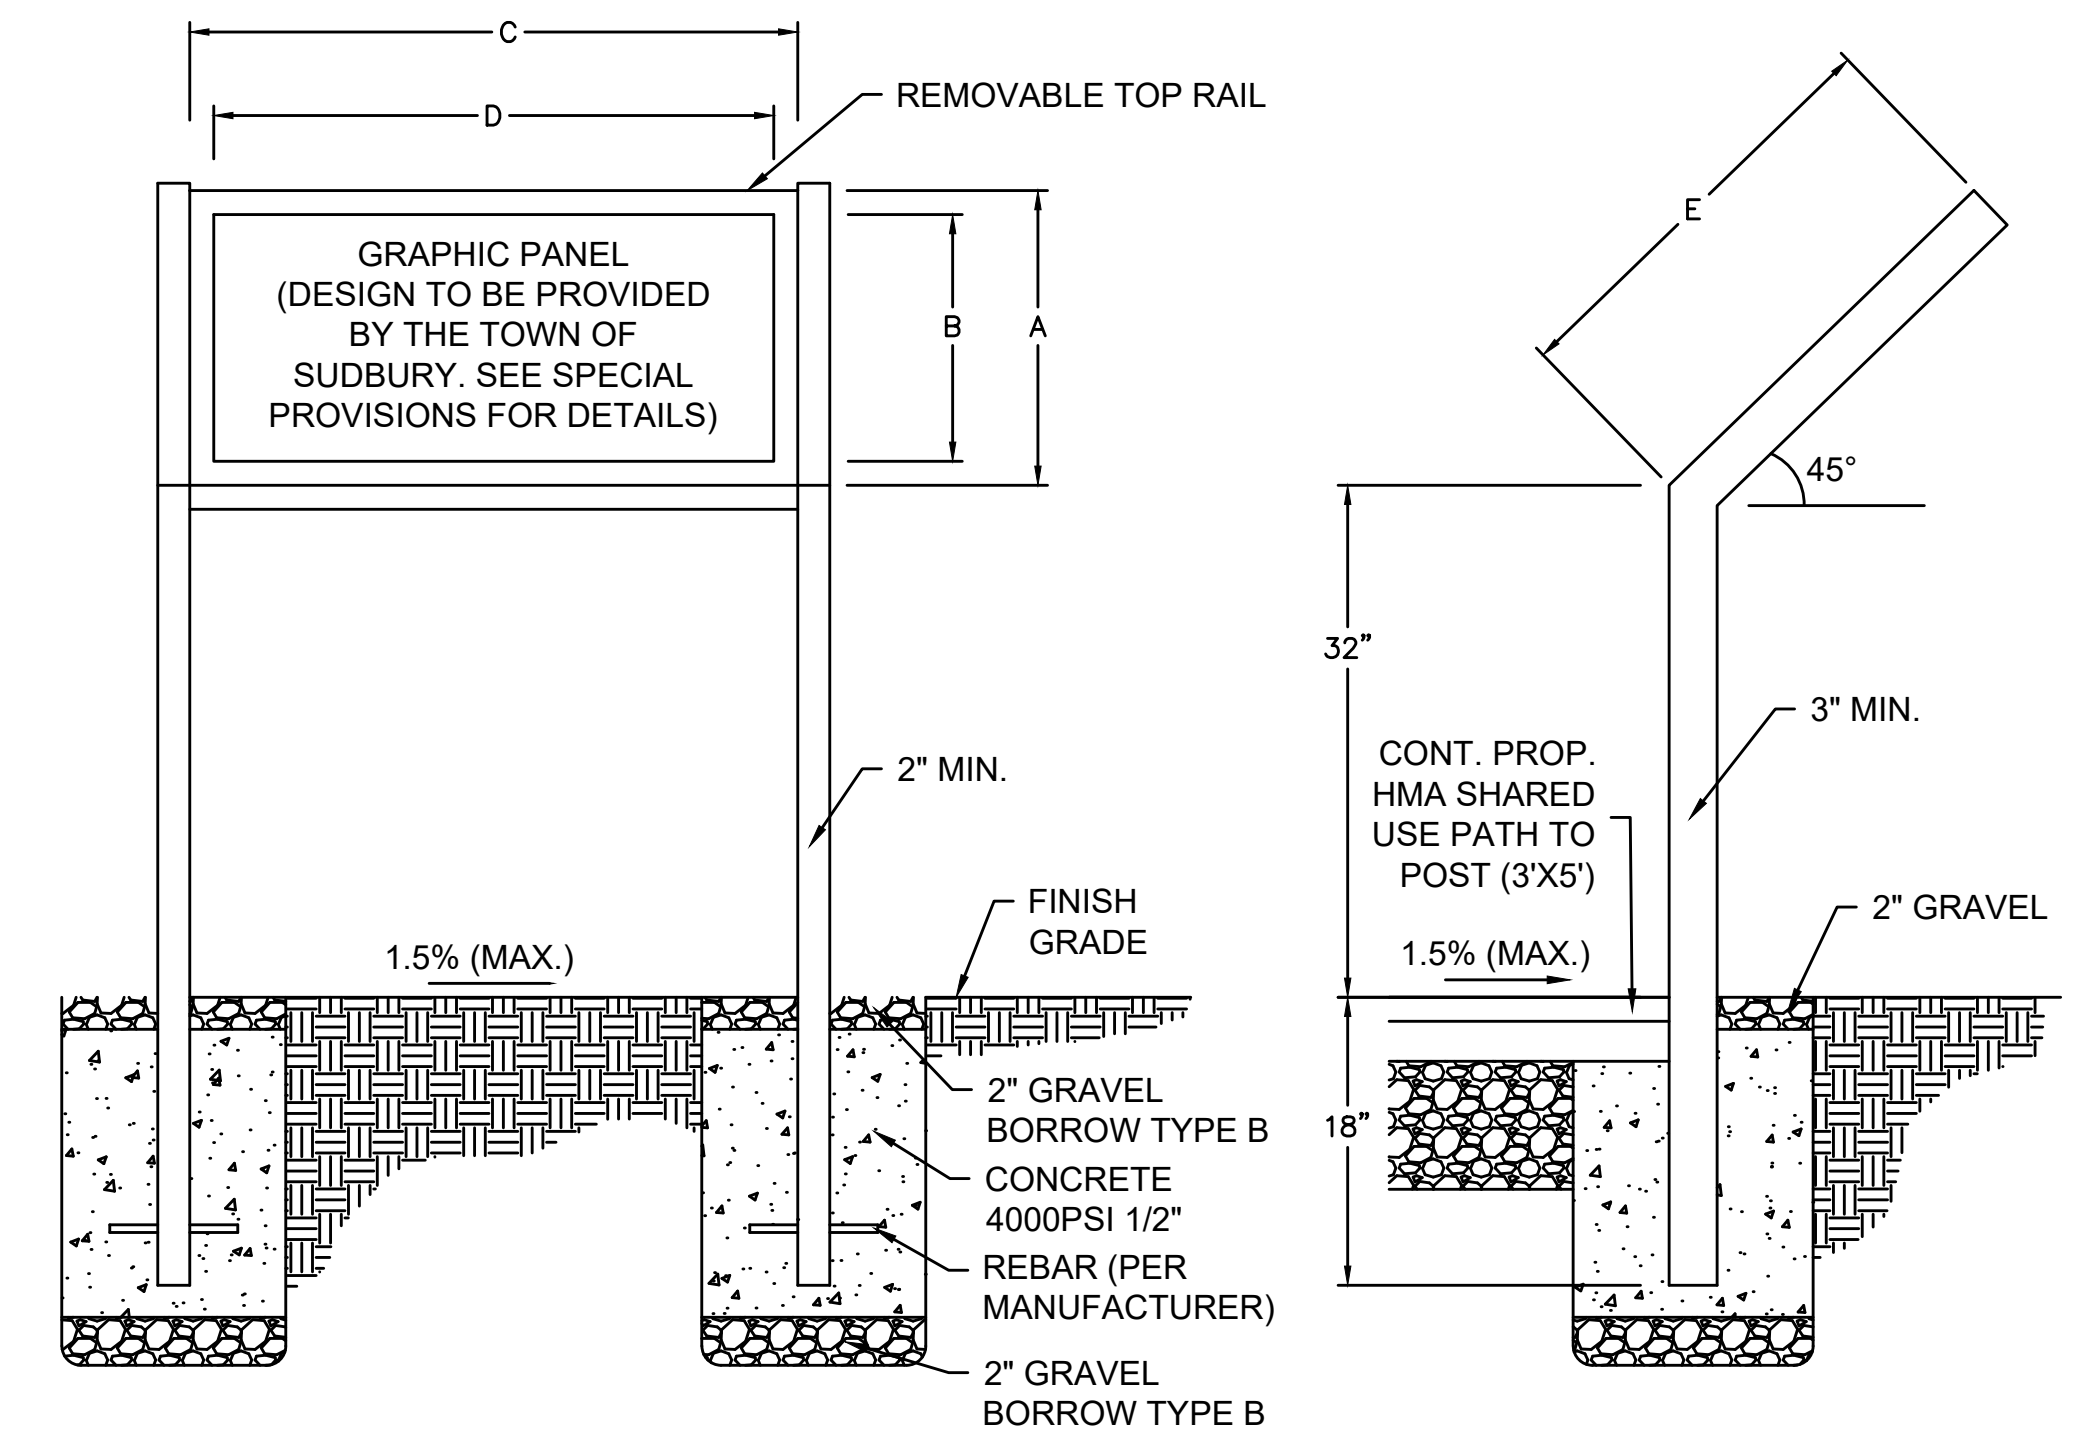 C
D
REMOVABLE TOP RAIL
GRAPHIC PANEL
(DESIGN TO BE PROVIDED
BY THE TOWN OF
SUDBURY. SEE SPECIAL
PROVISIONS FOR DETAILS)
B
A
2" MIN.
FINISH
GRADE
1.5% (MAX.)
2" GRAVEL
BORROW TYPE B
CONCRETE
4000PSI 1/2"
REBAR (PER
MANUFACTURER)
2" GRAVEL
BORROW TYPE B
E
45°
32”
3" MIN.
CONT. PROP.
HMA SHARED
USE PATH TO
POST (3'X5')
2" GRAVEL
1.5% (MAX.)
18”